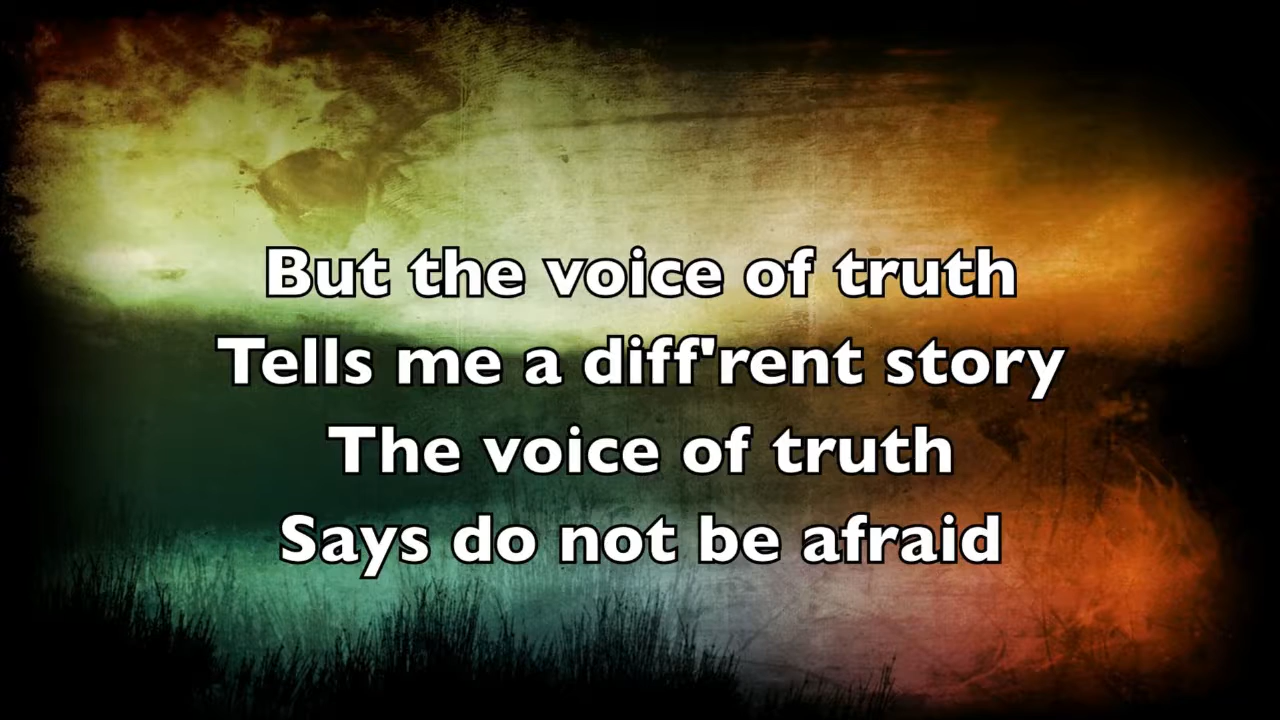 But the voice of truth
Tells me a diff'rent story
The voice of truth
Says do not be afraid